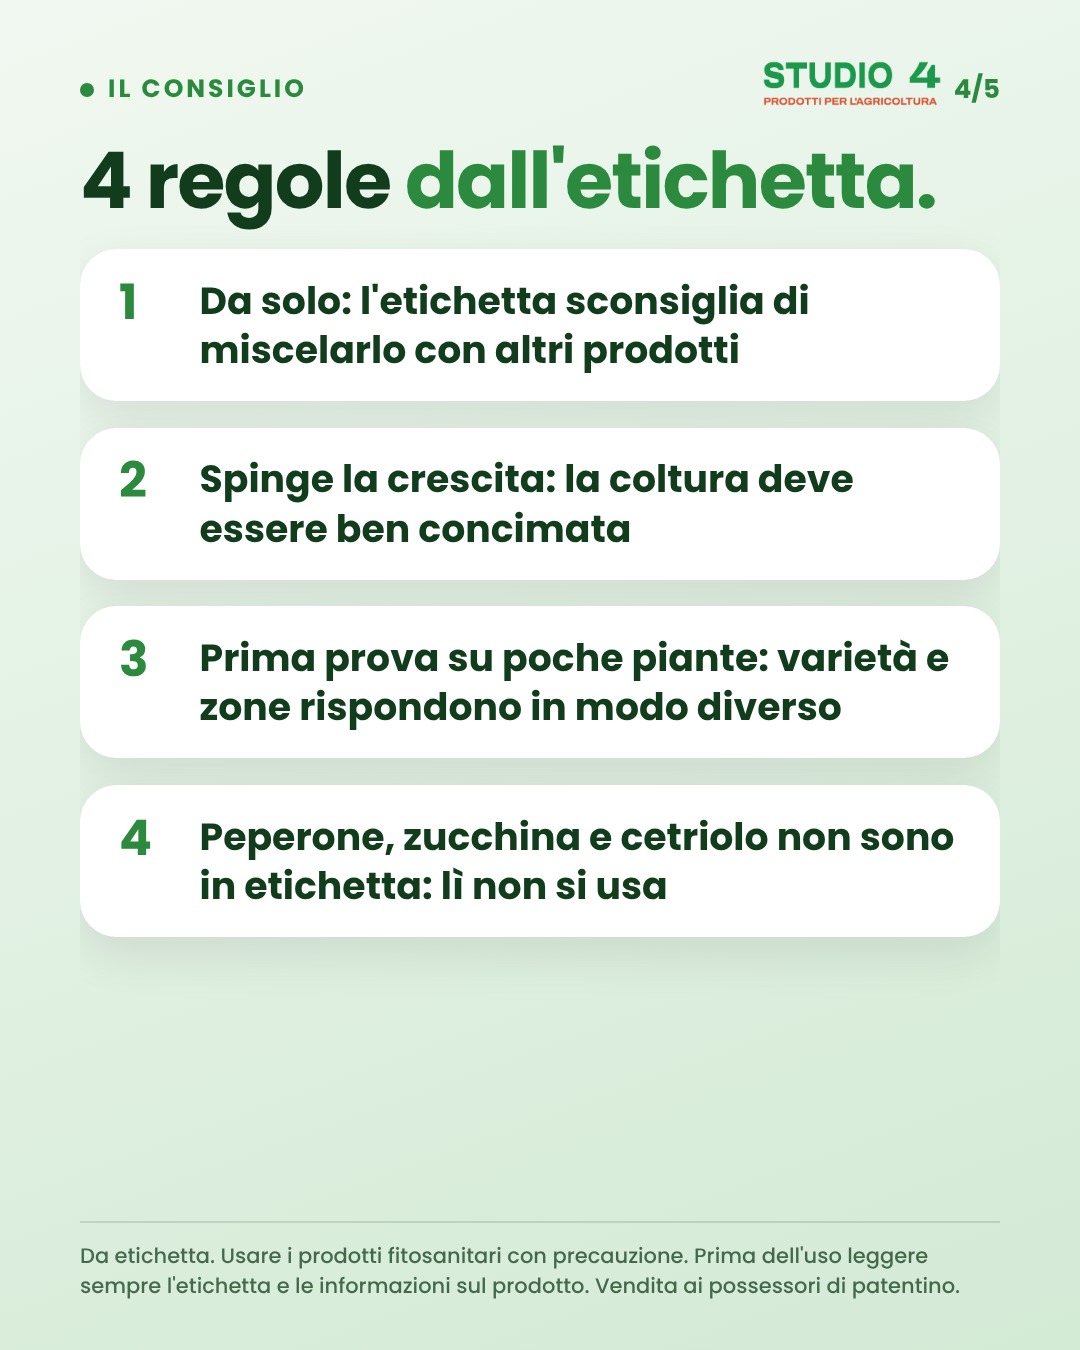 IL CONSIGLIO
STUDIO 4
PRODOTTI PER L'AGRICOLTURA
4/5
4 regole dall'etichetta.
1
Da solo: l'etichetta sconsiglia di
miscelarlo con altri prodotti
2
Spinge la crescita: la coltura deve
essere ben concimata
3
Prima prova su poche piante: varietà e
zone rispondono in modo diverso
4
Peperone, zucchina e cetriolo non sono
in etichetta: lì non si usa
Da etichetta. Usare i prodotti fitosanitari con precauzione. Prima dell'uso leggere
sempre l'etichetta e le informazioni sul prodotto. Vendita ai possessori di patentino.